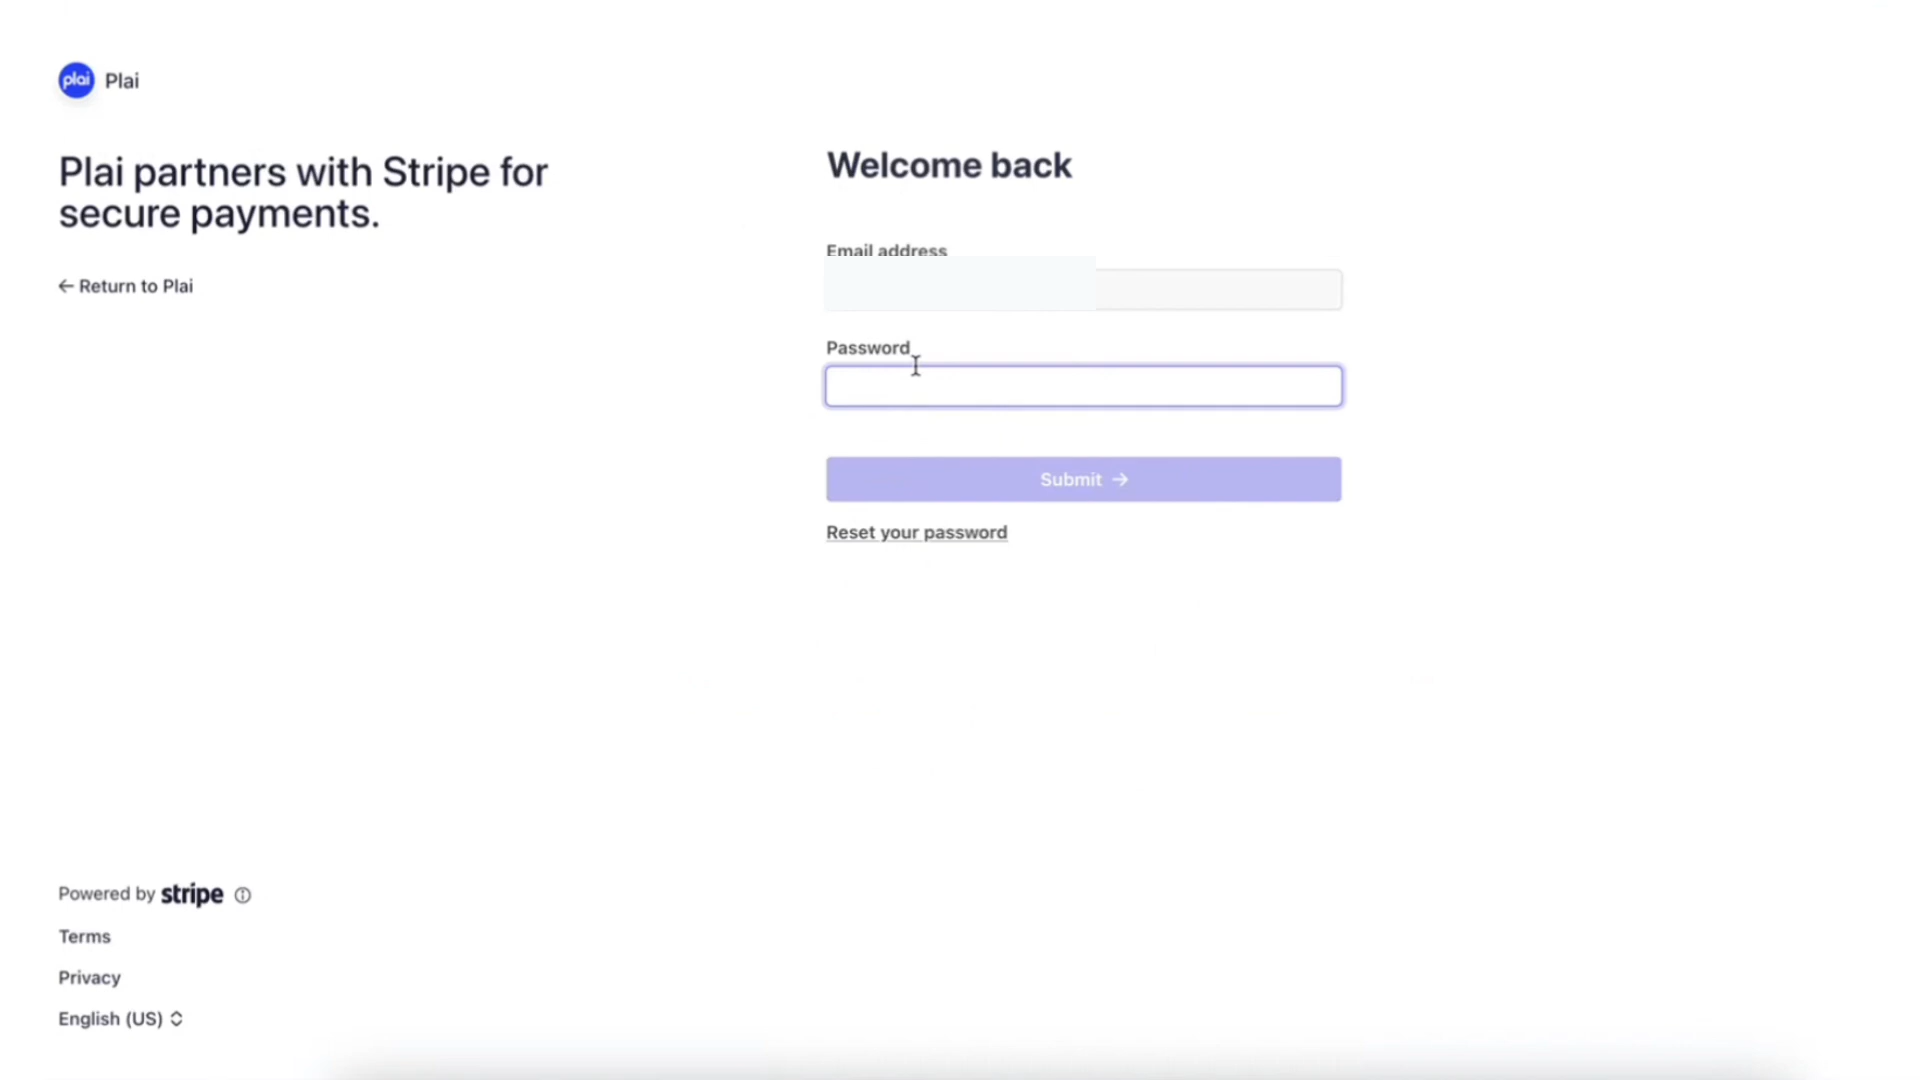 plai Plai
Plai partners with Stripe for
secure payments.
← Return to Plai
Welcome back
Email address
Password
Submit →
Reset your password
Powered by stripe
Terms
Privacy
English (US)